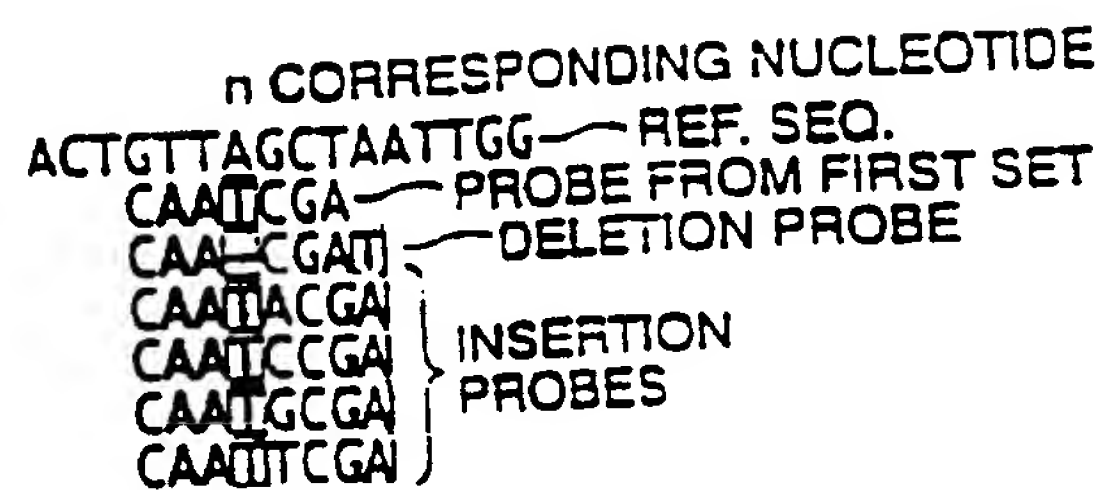 n CORRESPONDING NUCLEOTIDE
ACTGTTAGCTAATTGG REF. SEQ.
CAATCGA PROBE FROM FIRST SET
CAA-CGAT DELETION PROBE
CAATACGA
CAATCCGA INSERTION
CAATGCGA PROBES
CAATTCGA